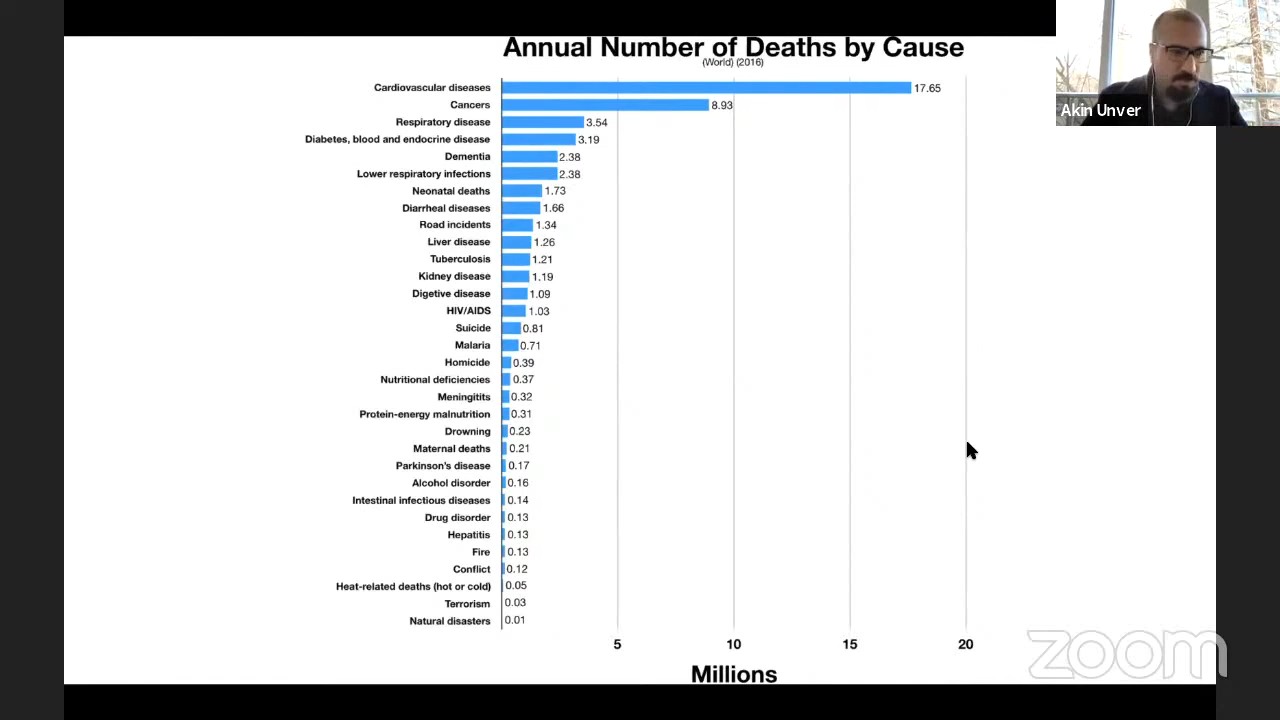 Annual Number of Deaths by Cause
(World) (2016)
Akin Unver
Cardiovascular diseases 17.65
Cancers 8.93
Respiratory disease 3.54
Diabetes, blood and endocrine disease 3.19
Dementia 2.38
Lower respiratory infections 2.38
Neonatal deaths 1.73
Diarrheal diseases 1.66
Road incidents 1.34
Liver disease 1.26
Tuberculosis 1.21
Kidney disease 1.19
Digetive disease 1.09
HIV/AIDS 1.03
Suicide 0.81
Malaria 0.71
Homicide 0.39
Nutritional deficiencies 0.37
Meningitits 0.32
Protein-energy malnutrition 0.31
Drowning 0.23
Maternal deaths 0.21
Parkinson's disease 0.17
Alcohol disorder 0.16
Intestinal infectious diseases 0.14
Drug disorder 0.13
Hepatitis 0.13
Fire 0.13
Conflict 0.12
Heat-related deaths (hot or cold) 0.05
Terrorism 0.03
Natural disasters 0.01
5 10 15 20
Millions
zoom